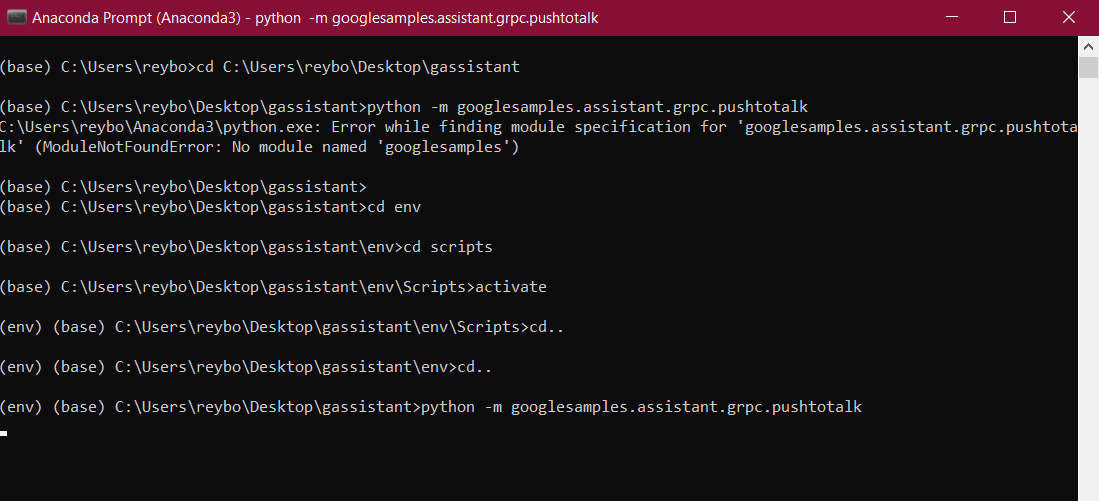 Anaconda Prompt (Anaconda3) - python  -m googlesamples.assistant.grpc.pushtotalk
(base) C:\Users\reybo>cd C:\Users\reybo\Desktop\gassistant
(base) C:\Users\reybo\Desktop\gassistant>python -m googlesamples.assistant.grpc.pushtotalk
C:\Users\reybo\Anaconda3\python.exe: Error while finding module specification for 'googlesamples.assistant.grpc.pushtota
lk' (ModuleNotFoundError: No module named 'googlesamples')
(base) C:\Users\reybo\Desktop\gassistant>
(base) C:\Users\reybo\Desktop\gassistant>cd env
(base) C:\Users\reybo\Desktop\gassistant\env>cd scripts
(base) C:\Users\reybo\Desktop\gassistant\env\Scripts>activate
(env) (base) C:\Users\reybo\Desktop\gassistant\env\Scripts>cd..
(env) (base) C:\Users\reybo\Desktop\gassistant\env>cd..
(env) (base) C:\Users\reybo\Desktop\gassistant>python -m googlesamples.assistant.grpc.pushtotalk